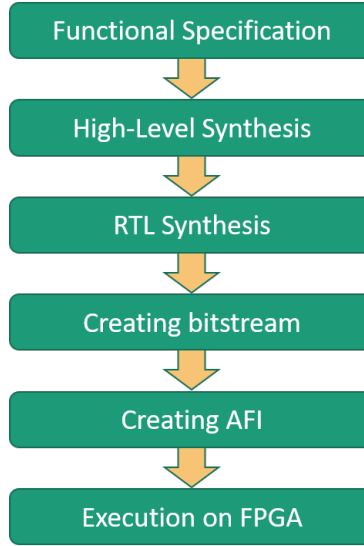 Functional Specification
High-Level Synthesis
RTL Synthesis
Creating bitstream
Creating AFI
Execution on FPGA